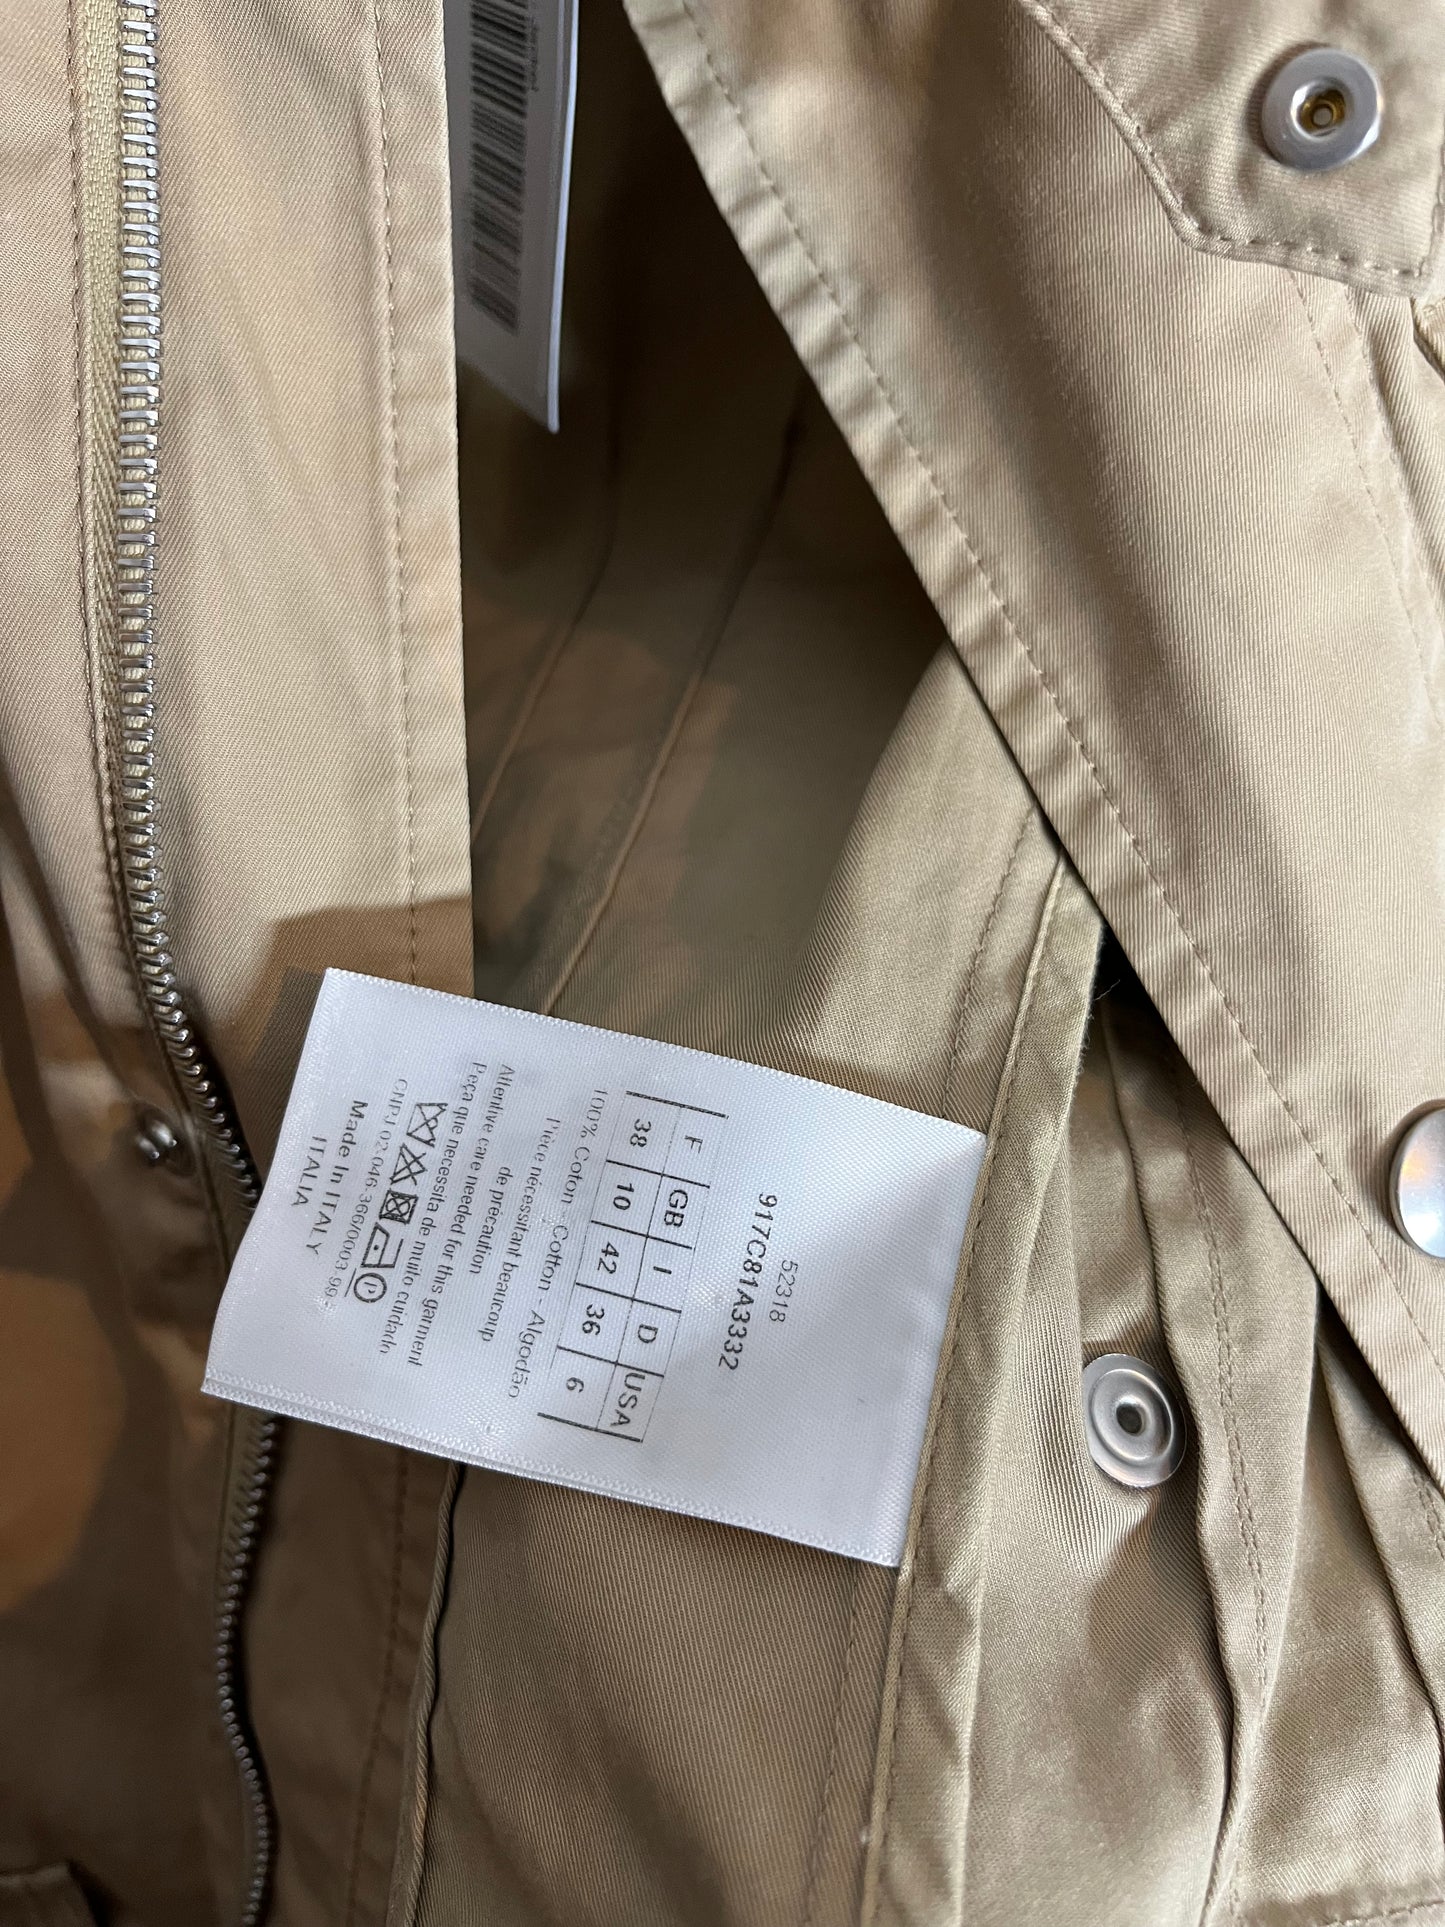 52318
917C81A3332
F GB I D USA
38 10 42 36 6
100% Coton - Cotton - Algodão
Pièce nécessitant beaucoup
de précaution
Attentive care needed for this garment
Peça que necessita de muito cuidado
P
CNPJ 02.046.366/0003.96
Made In ITALY
ITALIA